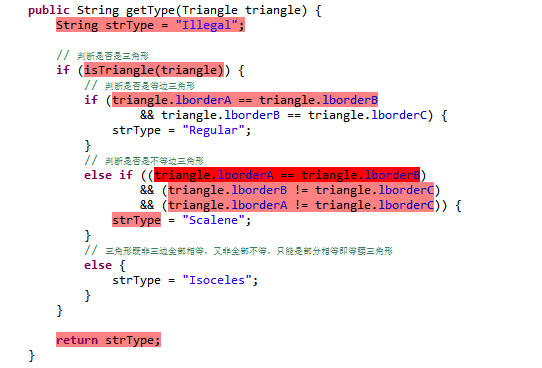 public String getType(Triangle triangle) {
String strType = "Illegal";
// 判断是否是三角形
if (isTriangle(triangle)) {
// 判断是否是等边三角形
if (triangle.lborderA == triangle.lborderB
&& triangle.lborderB == triangle.lborderC) {
strType = "Regular";
}
// 判断是否是不等边三角形
else if ((triangle.lborderA == triangle.lborderB)
&& (triangle.lborderB != triangle.lborderC)
&& (triangle.lborderA != triangle.lborderC)) {
strType = "Scalene";
}
// 三角形既非三边全部相等，又非全部不等，只能是部分相等即等腰三角形
else {
strType = "Isoceles";
}
}
return strType;
}